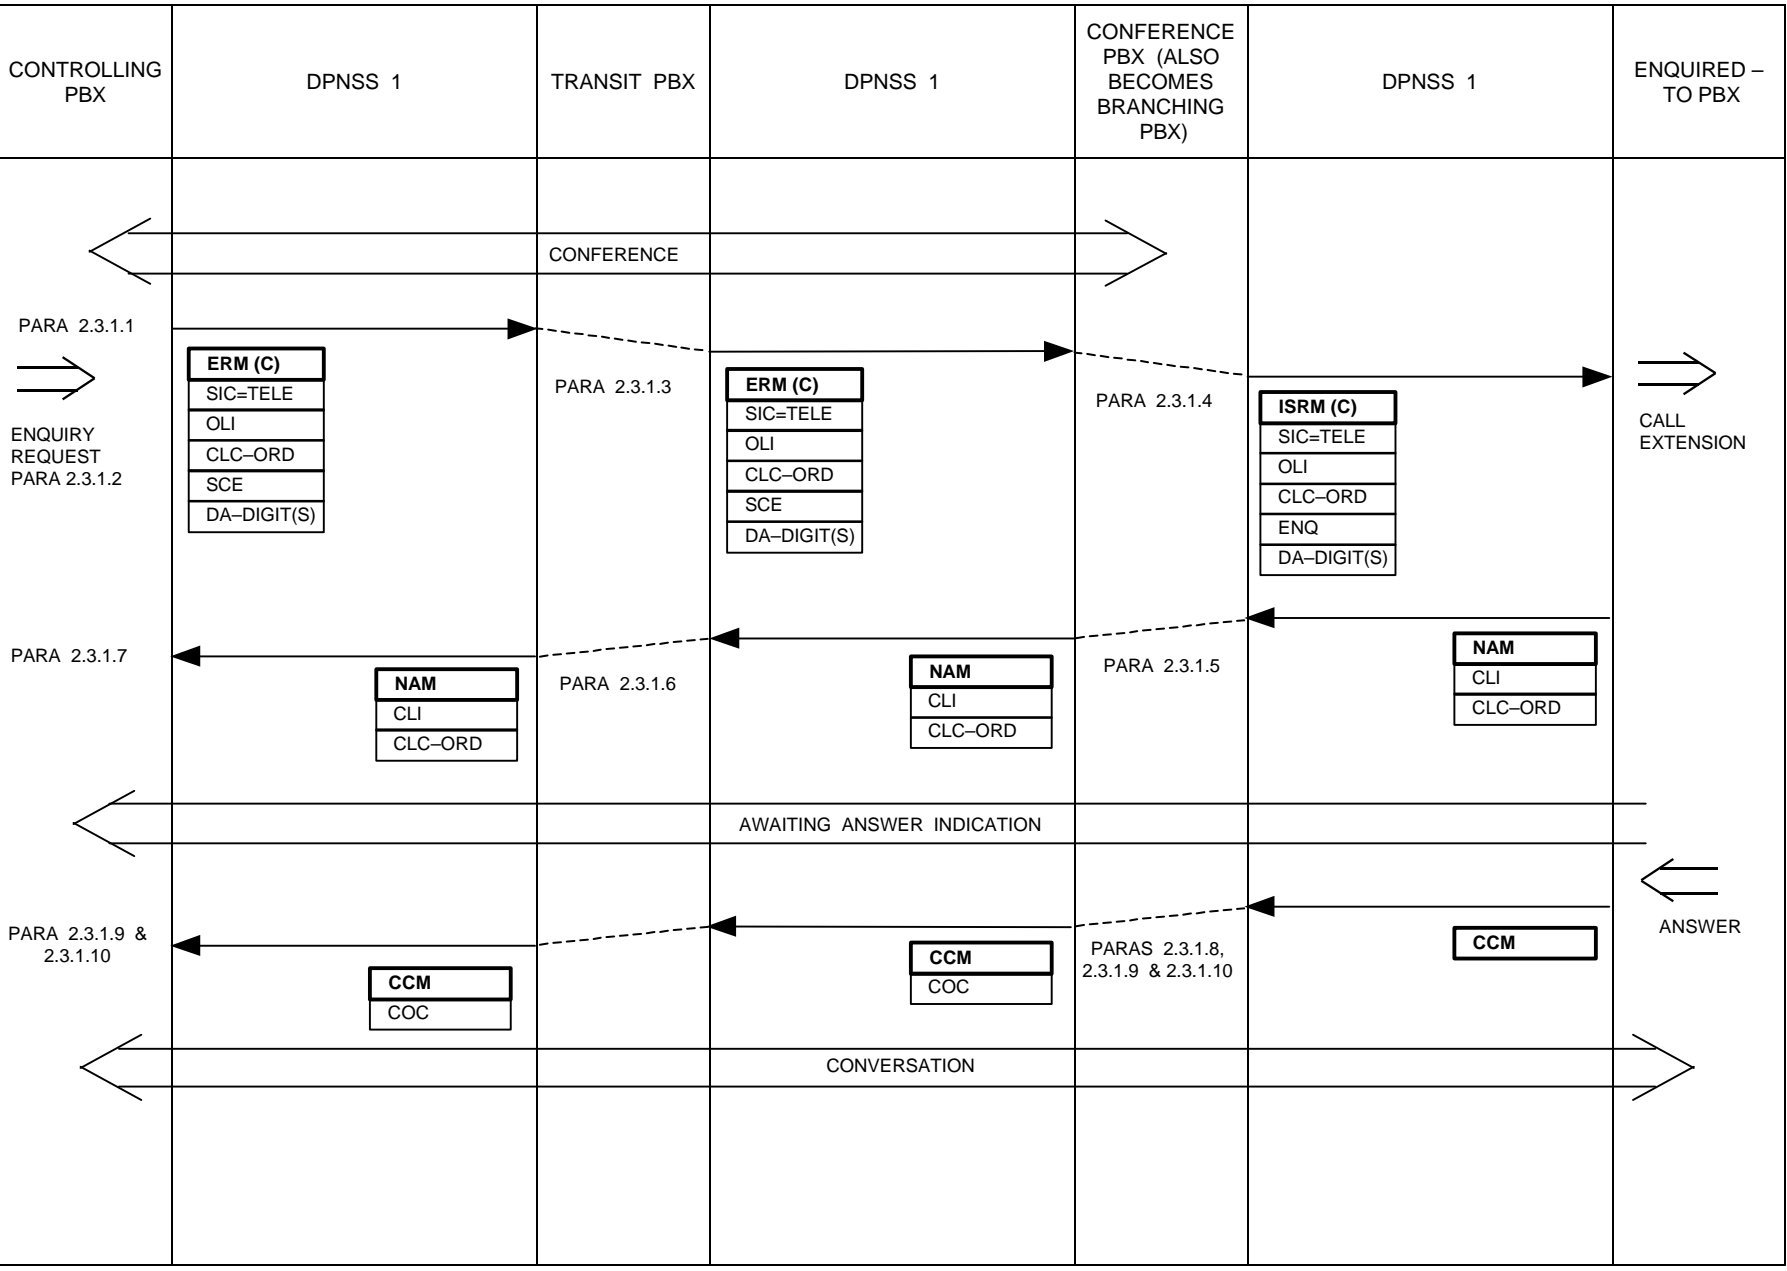 CONTROLLING
PBX
DPNSS 1
TRANSIT PBX
DPNSS 1
CONFERENCE
PBX (ALSO
BECOMES
BRANCHING
PBX)
DPNSS 1
ENQUIRED –
TO PBX
CONFERENCE
PARA 2.3.1.1
ENQUIRY
REQUEST
PARA 2.3.1.2
ERM (C)
SIC=TELE
OLI
CLC–ORD
SCE
DA–DIGIT(S)
PARA 2.3.1.3
ERM (C)
SIC=TELE
OLI
CLC–ORD
SCE
DA–DIGIT(S)
PARA 2.3.1.4
ISRM (C)
SIC=TELE
OLI
CLC–ORD
ENQ
DA–DIGIT(S)
CALL
EXTENSION
PARA 2.3.1.7
NAM
CLI
CLC–ORD
PARA 2.3.1.6
NAM
CLI
CLC–ORD
PARA 2.3.1.5
NAM
CLI
CLC–ORD
AWAITING ANSWER INDICATION
PARA 2.3.1.9 &
2.3.1.10
CCM
COC
CCM
COC
PARAS 2.3.1.8,
2.3.1.9 & 2.3.1.10
CCM
ANSWER
CONVERSATION